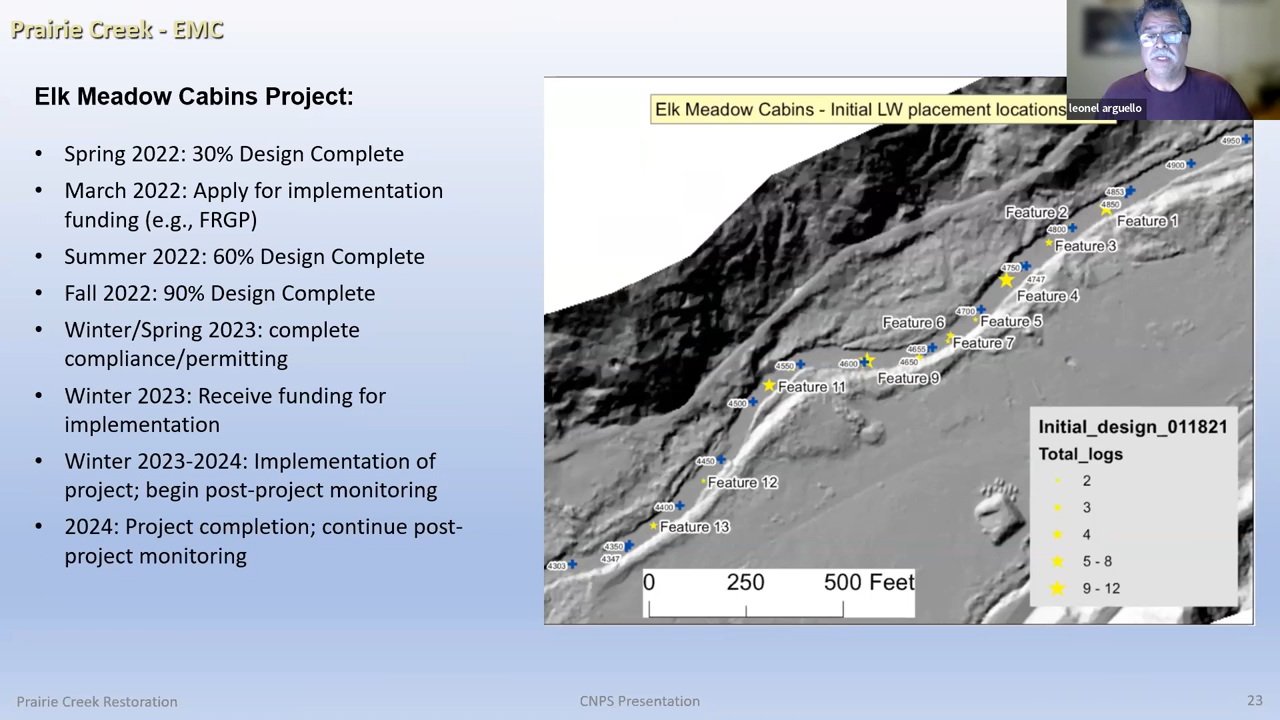 Prairie Creek - EMC
leonel arguello
Elk Meadow Cabins Project:
• Spring 2022: 30% Design Complete
• March 2022: Apply for implementation
funding (e.g., FRGP)
• Summer 2022: 60% Design Complete
• Fall 2022: 90% Design Complete
• Winter/Spring 2023: complete
compliance/permitting
• Winter 2023: Receive funding for
implementation
• Winter 2023-2024: Implementation of
project; begin post-project monitoring
• 2024: Project completion; continue post-
project monitoring
Elk Meadow Cabins - Initial LW placement locations
4950
4900
4853
4850
Feature 2
Feature 1
4800
Feature 3
4750
4747
Feature 4
4700
Feature 6
Feature 5
Feature 7
4655
4650
4600
4550
Feature 9
Feature 11
4500
4450
Feature 12
4400
Feature 13
4350
4347
4303
Initial_design_011821
Total_logs
2
3
4
5 - 8
9 - 12
0 250 500 Feet
Prairie Creek Restoration
CNPS Presentation
23